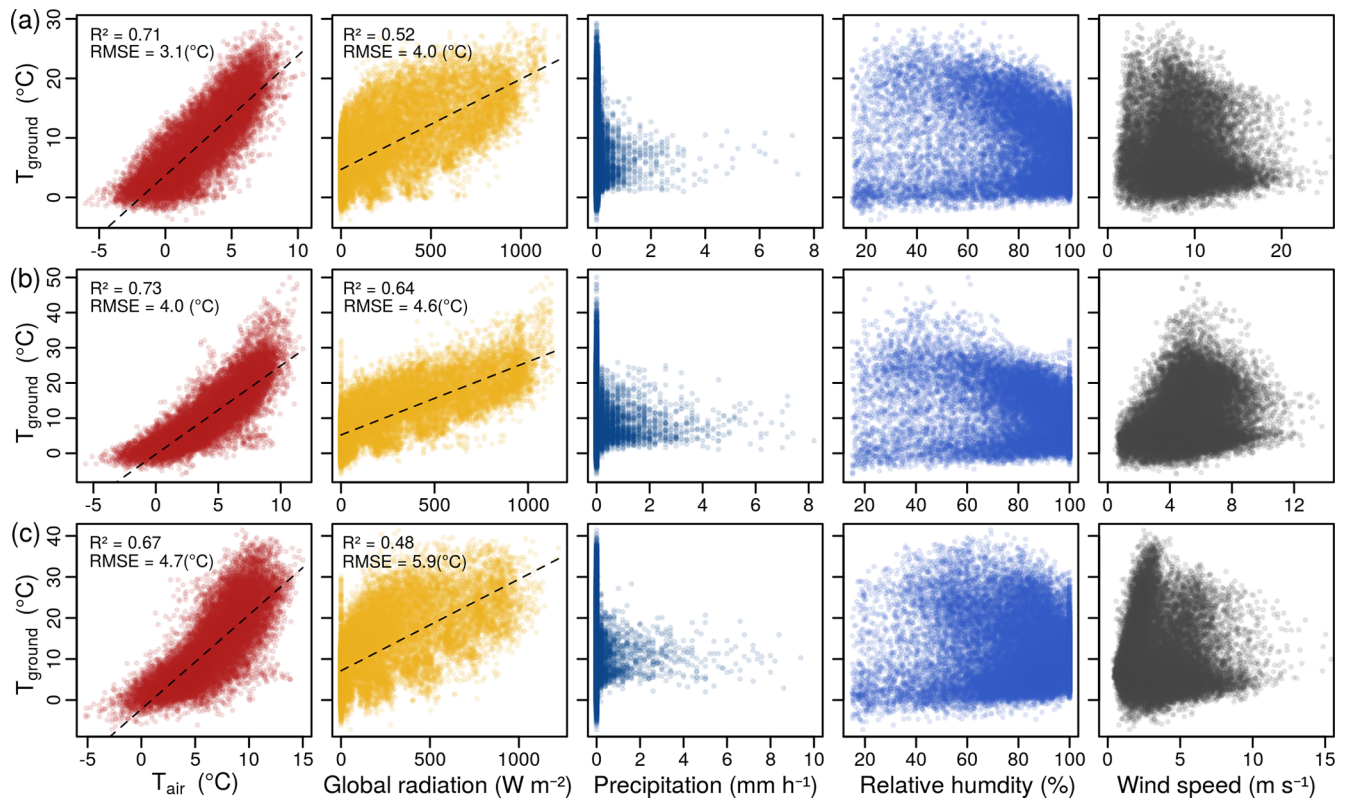 (a)
T_ground (°C)
0 10 20 30
R² = 0.71
RMSE = 3.1(°C)
R² = 0.52
RMSE = 4.0 (°C)
-5 0 5 10
0 500 1000
0 2 4 6 8
20 40 60 80 100
0 10 20
(b)
T_ground (°C)
0 10 20 30 40 50
R² = 0.73
RMSE = 4.0 (°C)
R² = 0.64
RMSE = 4.6(°C)
-5 0 5 10
0 500 1000
0 2 4 6 8
20 40 60 80 100
0 4 8 12
(c)
T_ground (°C)
0 10 20 30 40
R² = 0.67
RMSE = 4.7(°C)
R² = 0.48
RMSE = 5.9(°C)
-5 0 5 10 15
0 500 1000
0 2 4 6 8 10
20 40 60 80 100
0 5 10 15
T_air (°C)
Global radiation (W m⁻²)
Precipitation (mm h⁻¹)
Relative humdity (%)
Wind speed (m s⁻¹)